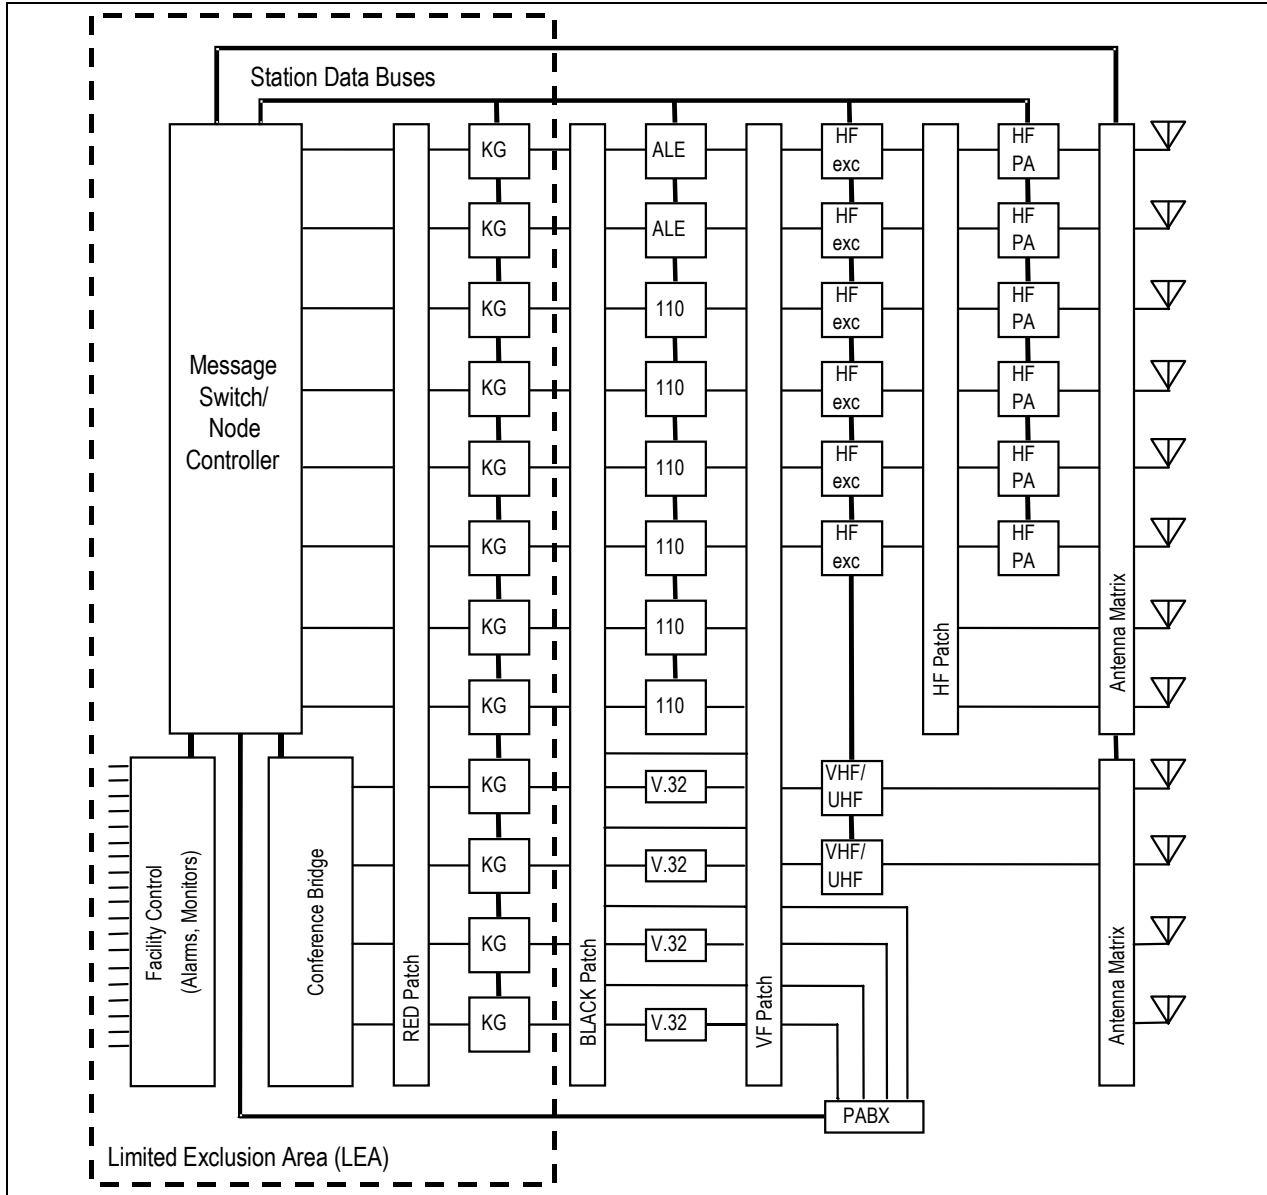 Station Data Buses
KG
ALE
HF
exc
HF
PA
KG
ALE
HF
exc
HF
PA
KG
110
HF
exc
HF
PA
Message
Switch/
Node
Controller
KG
110
HF
exc
HF
PA
KG
110
HF
exc
HF
PA
KG
110
HF
exc
HF
PA
KG
110
KG
110
HF Patch
Antenna Matrix
KG
V.32
VHF/
UHF
KG
V.32
VHF/
UHF
KG
V.32
KG
V.32
Facility Control
(Alarms, Monitors)
Conference Bridge
RED Patch
BLACK Patch
VF Patch
Antenna Matrix
PABX
Limited Exclusion Area (LEA)